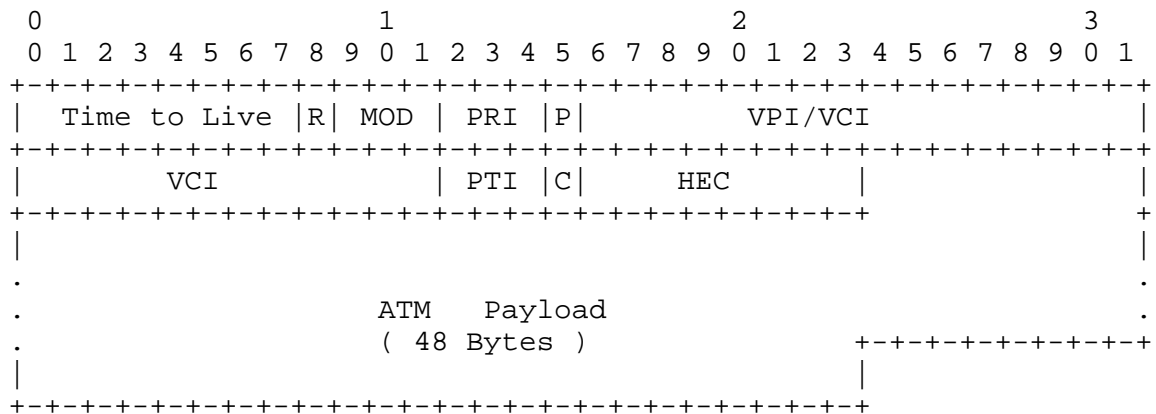 0                   1                   2                   3
 0 1 2 3 4 5 6 7 8 9 0 1 2 3 4 5 6 7 8 9 0 1 2 3 4 5 6 7 8 9 0 1
+-+-+-+-+-+-+-+-+-+-+-+-+-+-+-+-+-+-+-+-+-+-+-+-+-+-+-+-+-+-+-+-+
|  Time to Live |R| MOD | PRI |P|         VPI/VCI               |
+-+-+-+-+-+-+-+-+-+-+-+-+-+-+-+-+-+-+-+-+-+-+-+-+-+-+-+-+-+-+-+-+
|        VCI            | PTI |C|     HEC       |               |
+-+-+-+-+-+-+-+-+-+-+-+-+-+-+-+-+-+-+-+-+-+-+-+-+               +
|                                                               |
.                                                               .
.                    ATM   Payload                              .
.                    ( 48 Bytes )               +-+-+-+-+-+-+-+-+
|                                               |
+-+-+-+-+-+-+-+-+-+-+-+-+-+-+-+-+-+-+-+-+-+-+-+-+